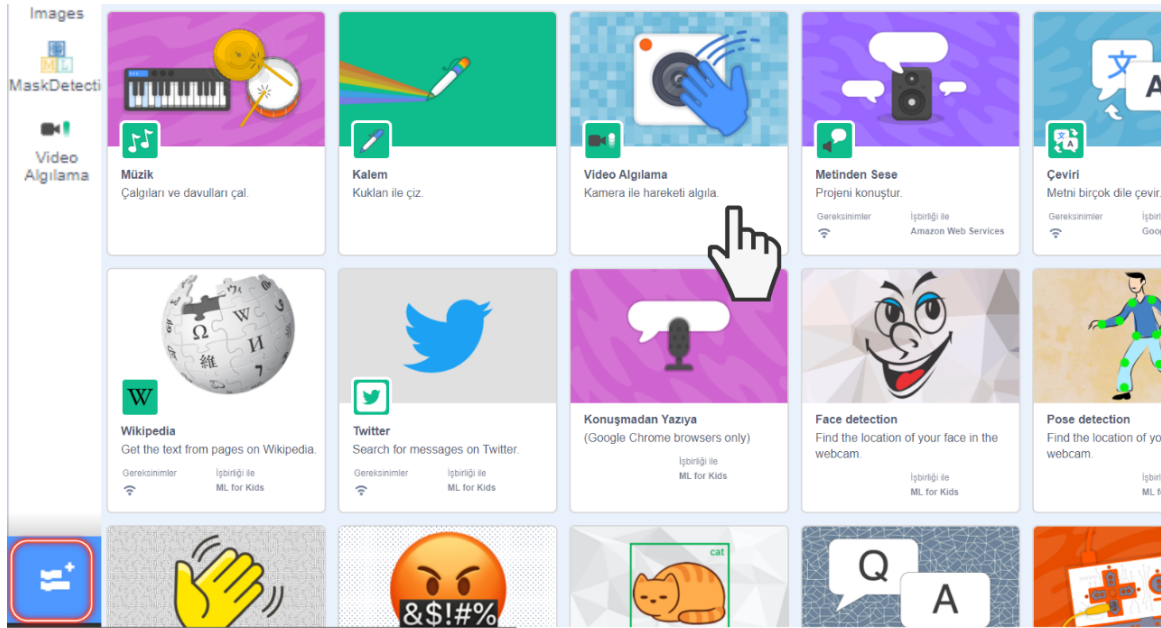 Images
MaskDetecti
Video
Algılama
Müzik
Çalgıları ve davulları çal.
Kalem
Kuklan ile çiz.
Video Algılama
Kamera ile hareketi algıla.
Metinden Sese
Projeni konuştur.
Gereksinimler
İşbirliği ile
Amazon Web Services
Çeviri
Metni birçok dile çevir.
Gereksinimler
İşbirl
Goo
文
A
Ω
W
И
維
7
W
Wikipedia
Get the text from pages on Wikipedia.
Gereksinimler
İşbirliği ile
ML for Kids
Twitter
Search for messages on Twitter.
Gereksinimler
İşbirliği ile
ML for Kids
Konuşmadan Yazıya
(Google Chrome browsers only)
İşbirliği ile
ML for Kids
Face detection
Find the location of your face in the
webcam.
İşbirliği ile
ML for Kids
Pose detection
Find the location of yo
webcam.
İşbirl
ML f
&$!#%
cat
Q
A